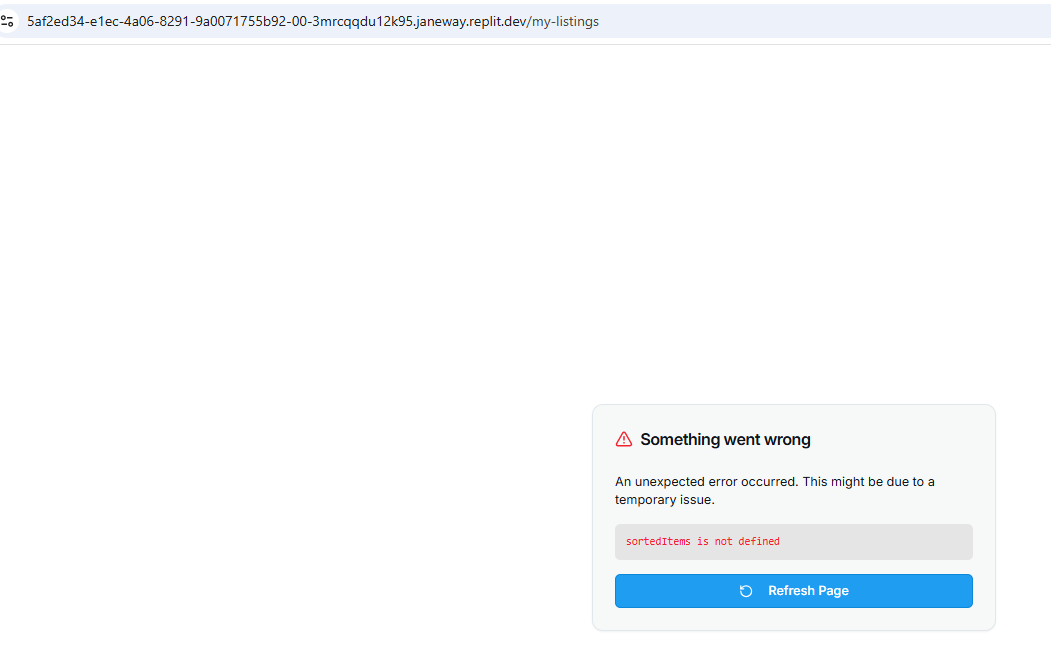 5af2ed34-e1ec-4a06-8291-9a0071755b92-00-3mrcqqdu12k95.janeway.replit.dev/my-listings
Something went wrong
An unexpected error occurred. This might be due to a
temporary issue.
sortedItems is not defined
Refresh Page